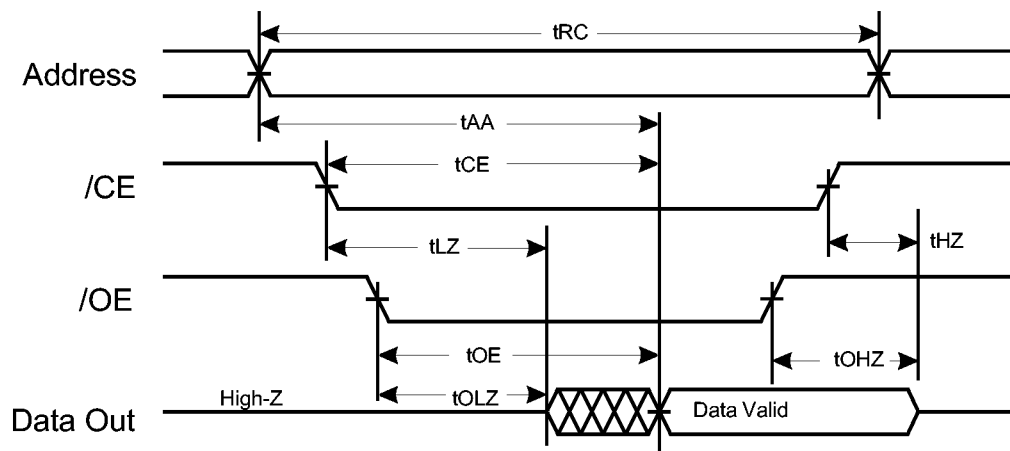 tRC
Address
tAA
tCE
/CE
tLZ
tHZ
/OE
tOE
tOHZ
High-Z
tOLZ
Data Valid
Data Out